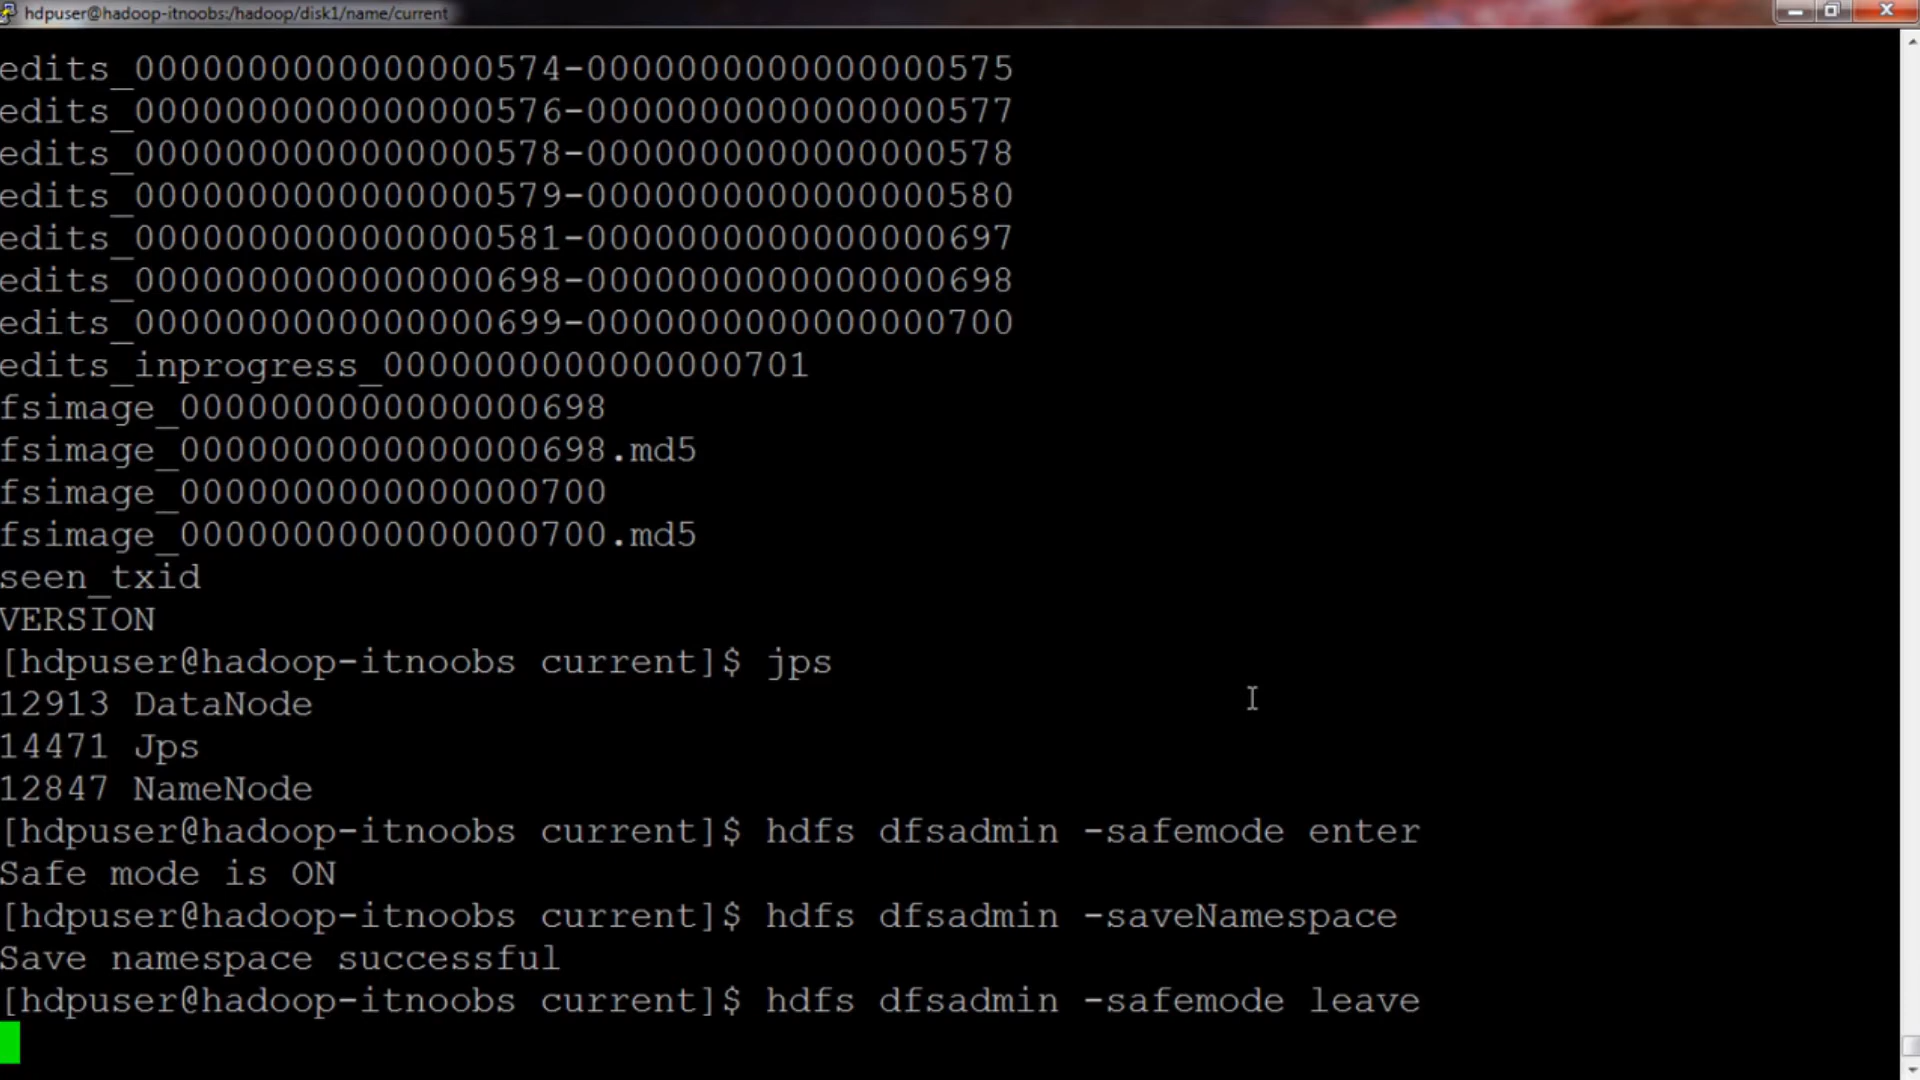 hdpuser@hadoop-itnoobs:/hadoop/disk1/name/current
edits_0000000000000000574-0000000000000000575
edits_0000000000000000576-0000000000000000577
edits_0000000000000000578-0000000000000000578
edits_0000000000000000579-0000000000000000580
edits_0000000000000000581-0000000000000000697
edits_0000000000000000698-0000000000000000698
edits_0000000000000000699-0000000000000000700
edits_inprogress_0000000000000000701
fsimage_0000000000000000698
fsimage_0000000000000000698.md5
fsimage_0000000000000000700
fsimage_0000000000000000700.md5
seen_txid
VERSION
[hdpuser@hadoop-itnoobs current]$ jps
12913 DataNode
14471 Jps
12847 NameNode
[hdpuser@hadoop-itnoobs current]$ hdfs dfsadmin -safemode enter
Safe mode is ON
[hdpuser@hadoop-itnoobs current]$ hdfs dfsadmin -saveNamespace
Save namespace successful
[hdpuser@hadoop-itnoobs current]$ hdfs dfsadmin -safemode leave